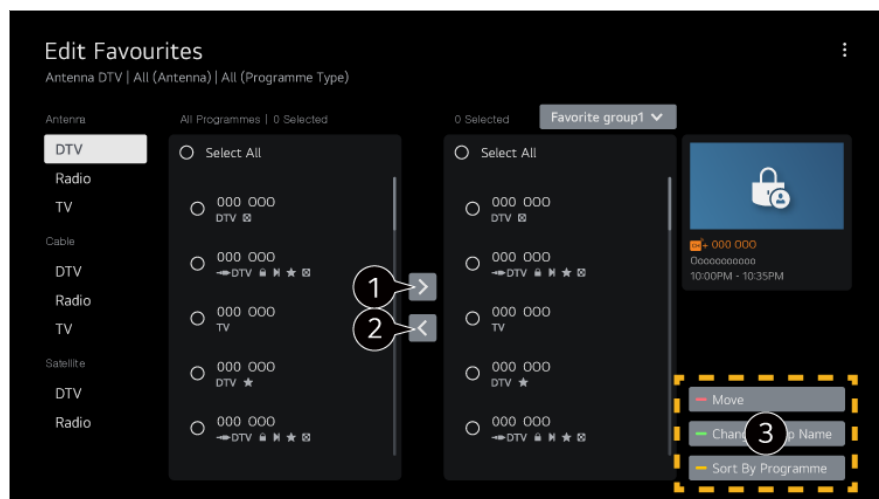 Edit Favourites
Antenna DTV | All (Antenna) | All (Programme Type)
Antenna
DTV
Radio
TV
Cable
DTV
Radio
TV
Satellite
DTV
Radio
All Programmes | 0 Selected
Select All
000 000
DTV
000 000
DTV
000 000
TV
000 000
DTV
000 000
DTV
1
2
0 Selected
Favorite group1
Select All
000 000
DTV
000 000
DTV
000 000
TV
000 000
DTV
000 000
DTV
CH+ 000 000
Oooooooooo
10:00PM - 10:35PM
Move
3
Name
Sort By Programme